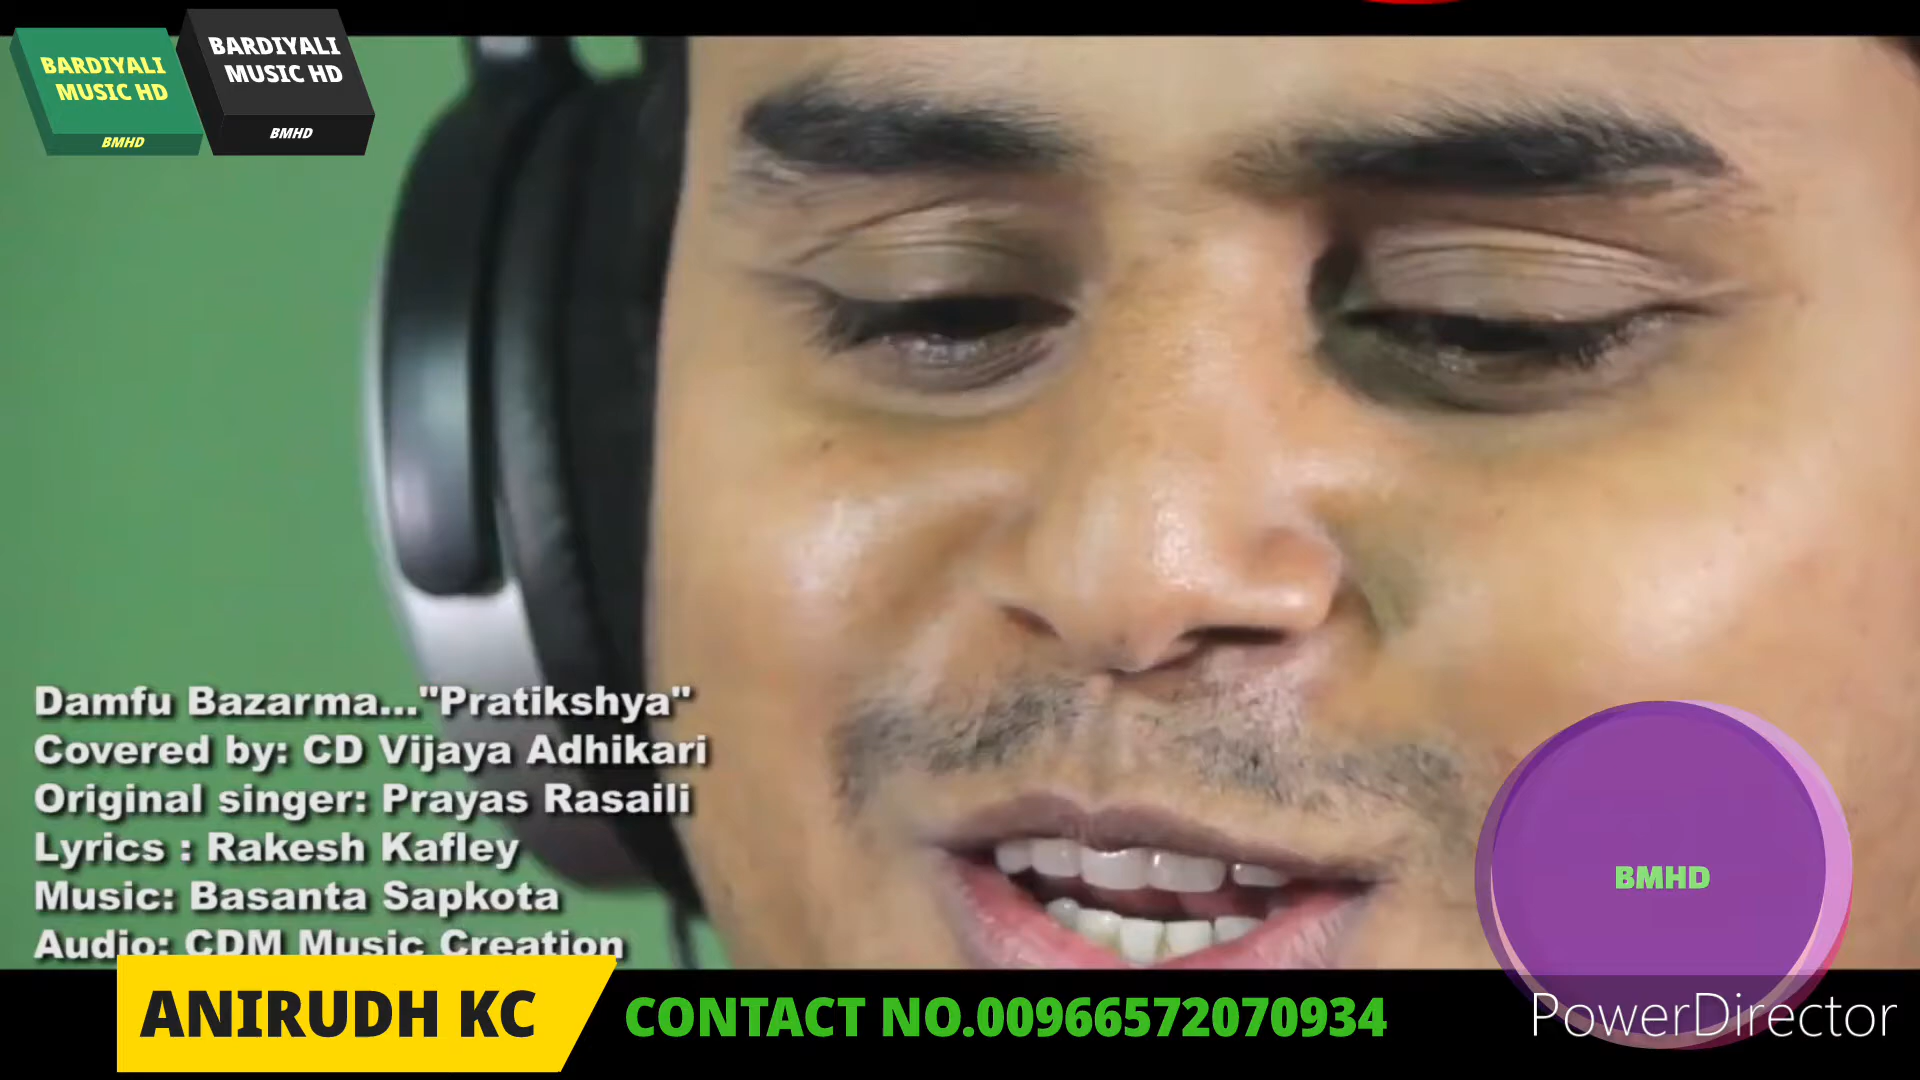 BARDIYALI
MUSIC HD
BMHD
BARDIYALI
MUSIC HD
BMHD
Damfu Bazarma..."Pratikshya"
Covered by: CD Vijaya Adhikari
Original singer: Prayas Rasaili
Lyrics : Rakesh Kafley
Music: Basanta Sapkota
Audio: CDM Music Creation
BMHD
ANIRUDH KC
CONTACT NO.00966572070934
PowerDirector